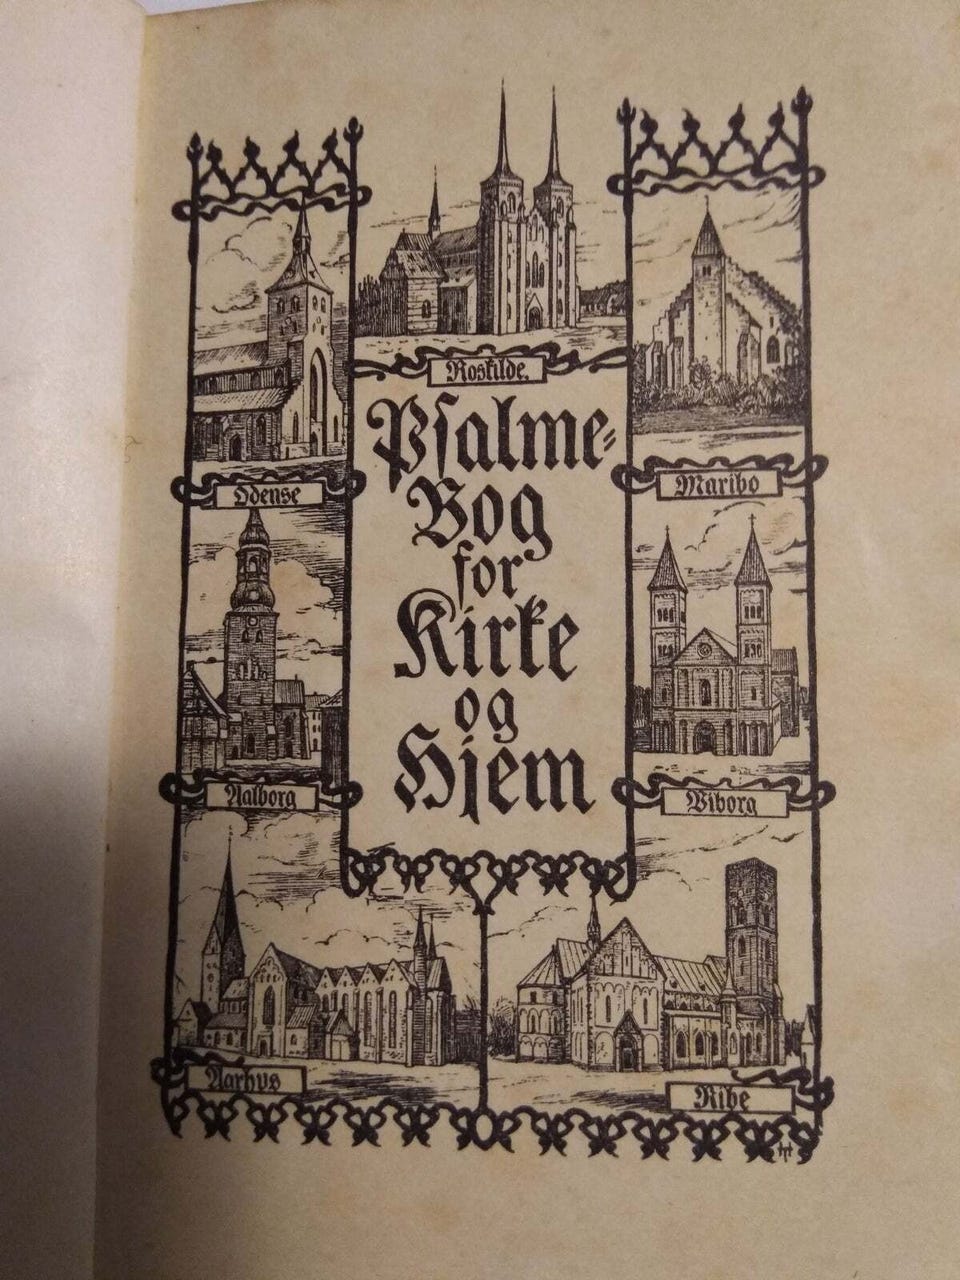 Roskilde.
Psalme-
Bog
for
Kirke
og
Hjem
Odense
Maribo
Aalborg
Viborg
Aarhus
Ribe